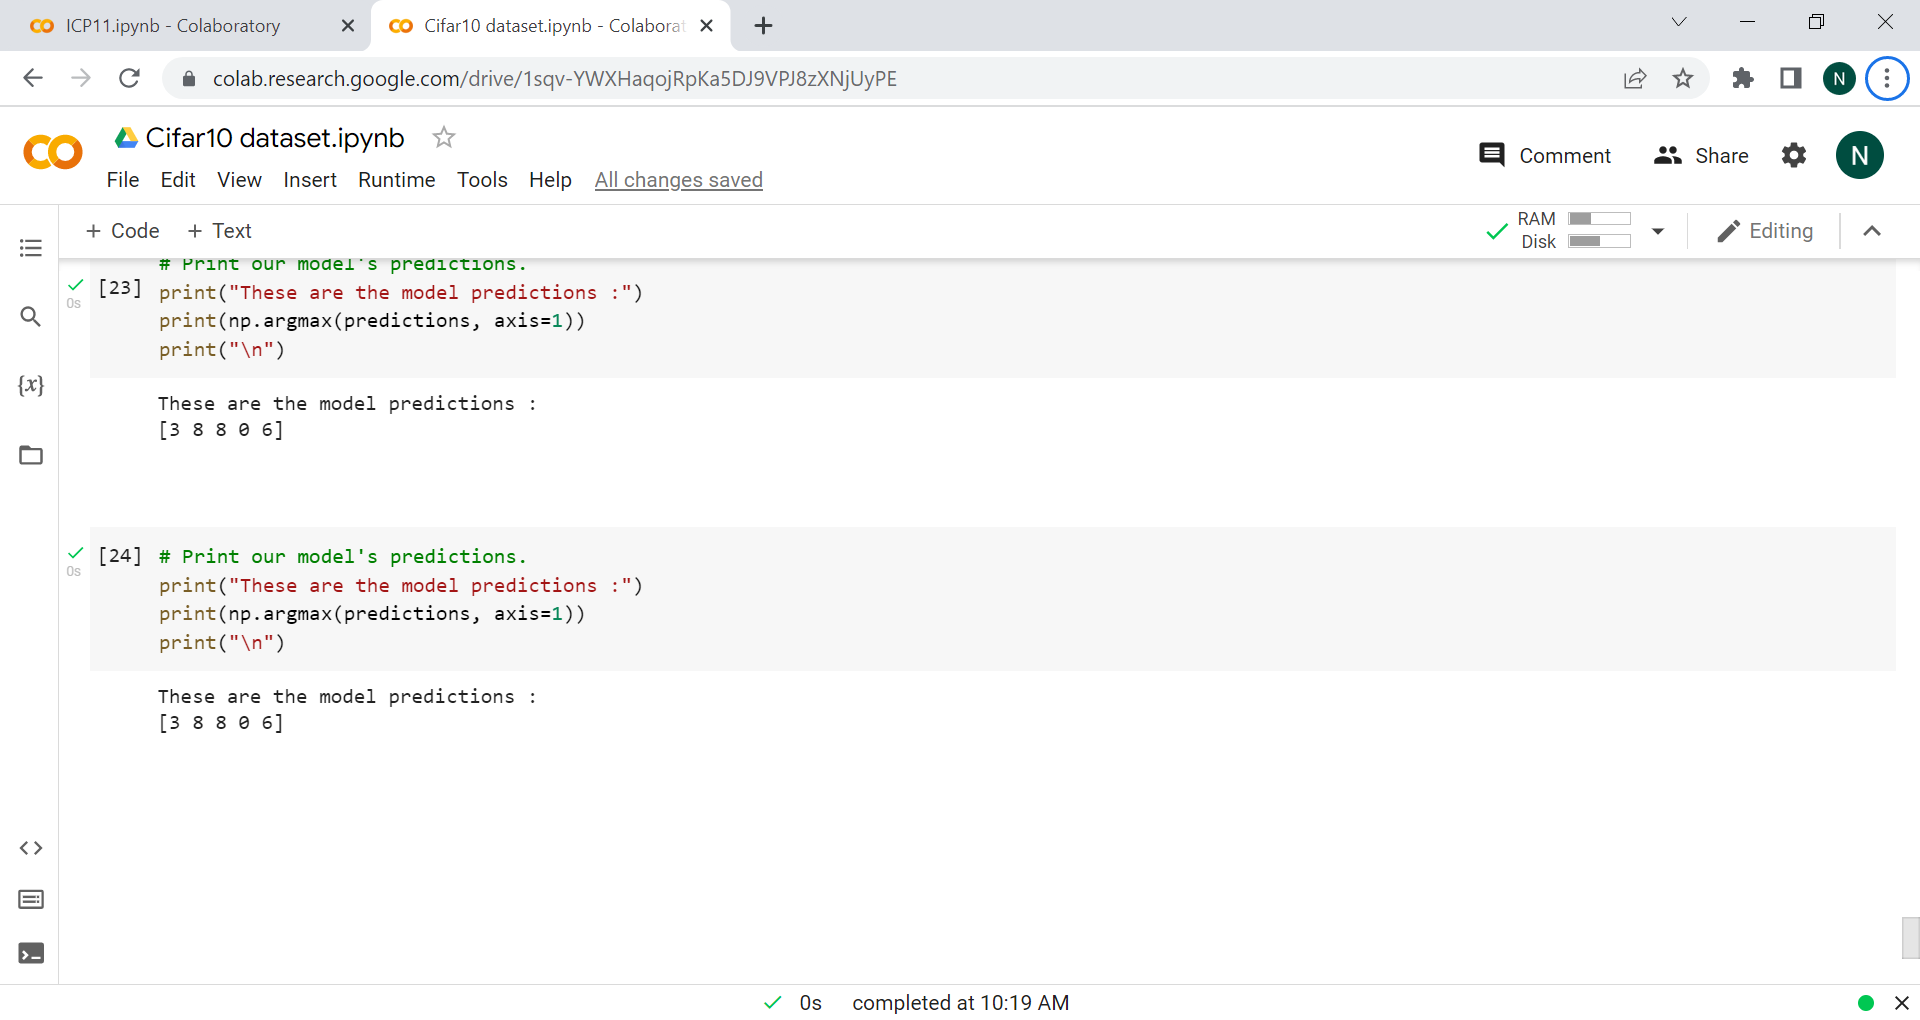 ICP11.ipynb - Colaboratory
Cifar10 dataset.ipynb - Colaborat
colab.research.google.com/drive/1sqv-YWXHaqojRpKa5DJ9VPJ8zXNjUyPE
N
Cifar10 dataset.ipynb
Comment
Share
N
File Edit View Insert Runtime Tools Help All changes saved
+ Code + Text
RAM
Disk
Editing
# Print our model's predictions.
[23] print("These are the model predictions :")
0s
print(np.argmax(predictions, axis=1))
print("\n")
These are the model predictions :
[3 8 8 0 6]
{x}
[24] # Print our model's predictions.
0s
print("These are the model predictions :")
print(np.argmax(predictions, axis=1))
print("\n")
These are the model predictions :
[3 8 8 0 6]
0s completed at 10:19 AM